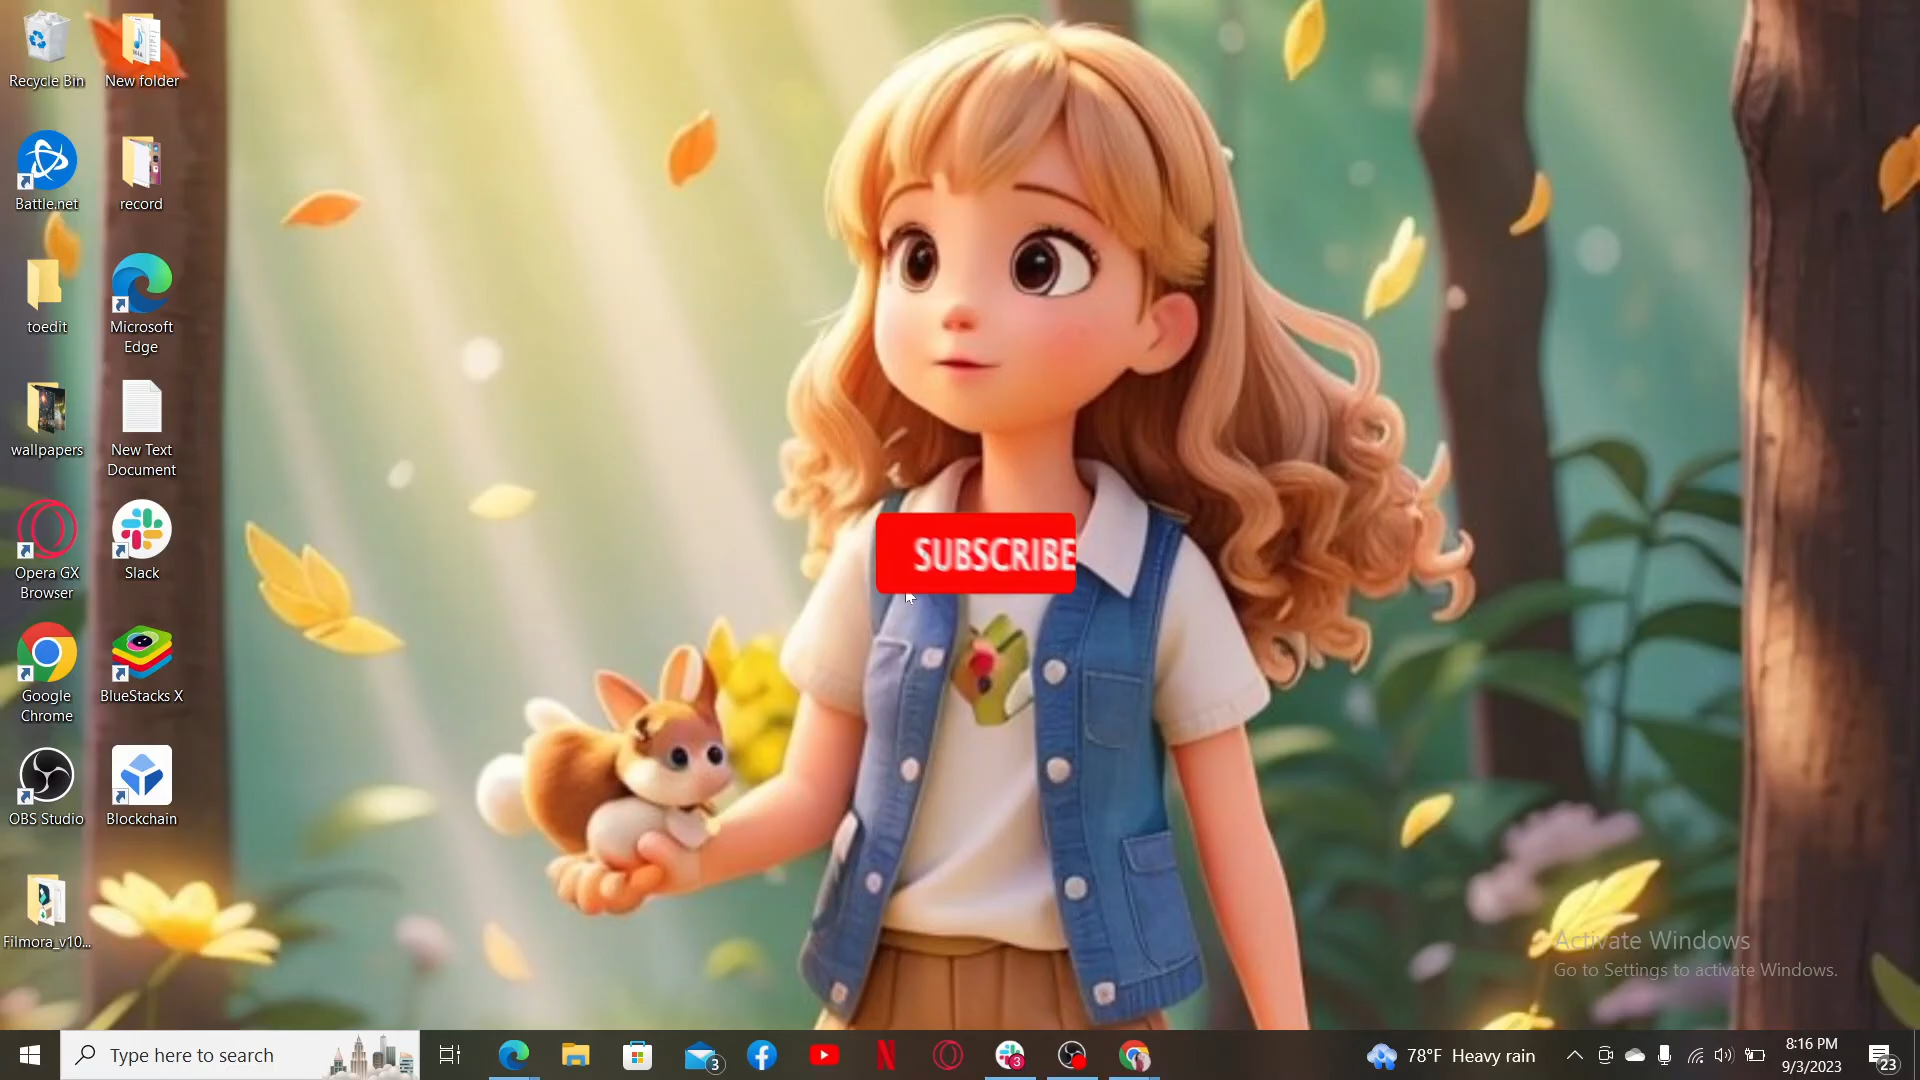 Recycle Bin
New folder
Battle.net
record
toedit
Microsoft
Edge
wallpapers
New Text
Document
Opera GX
Browser
Slack
Google
Chrome
BlueStacks X
OBS Studio
Blockchain
Filmora_v10...
SUBSCRIBE
Activate Windows
Go to Settings to activate Windows.
Type here to search
3
3
78°F Heavy rain
8:16 PM
9/3/2023
23